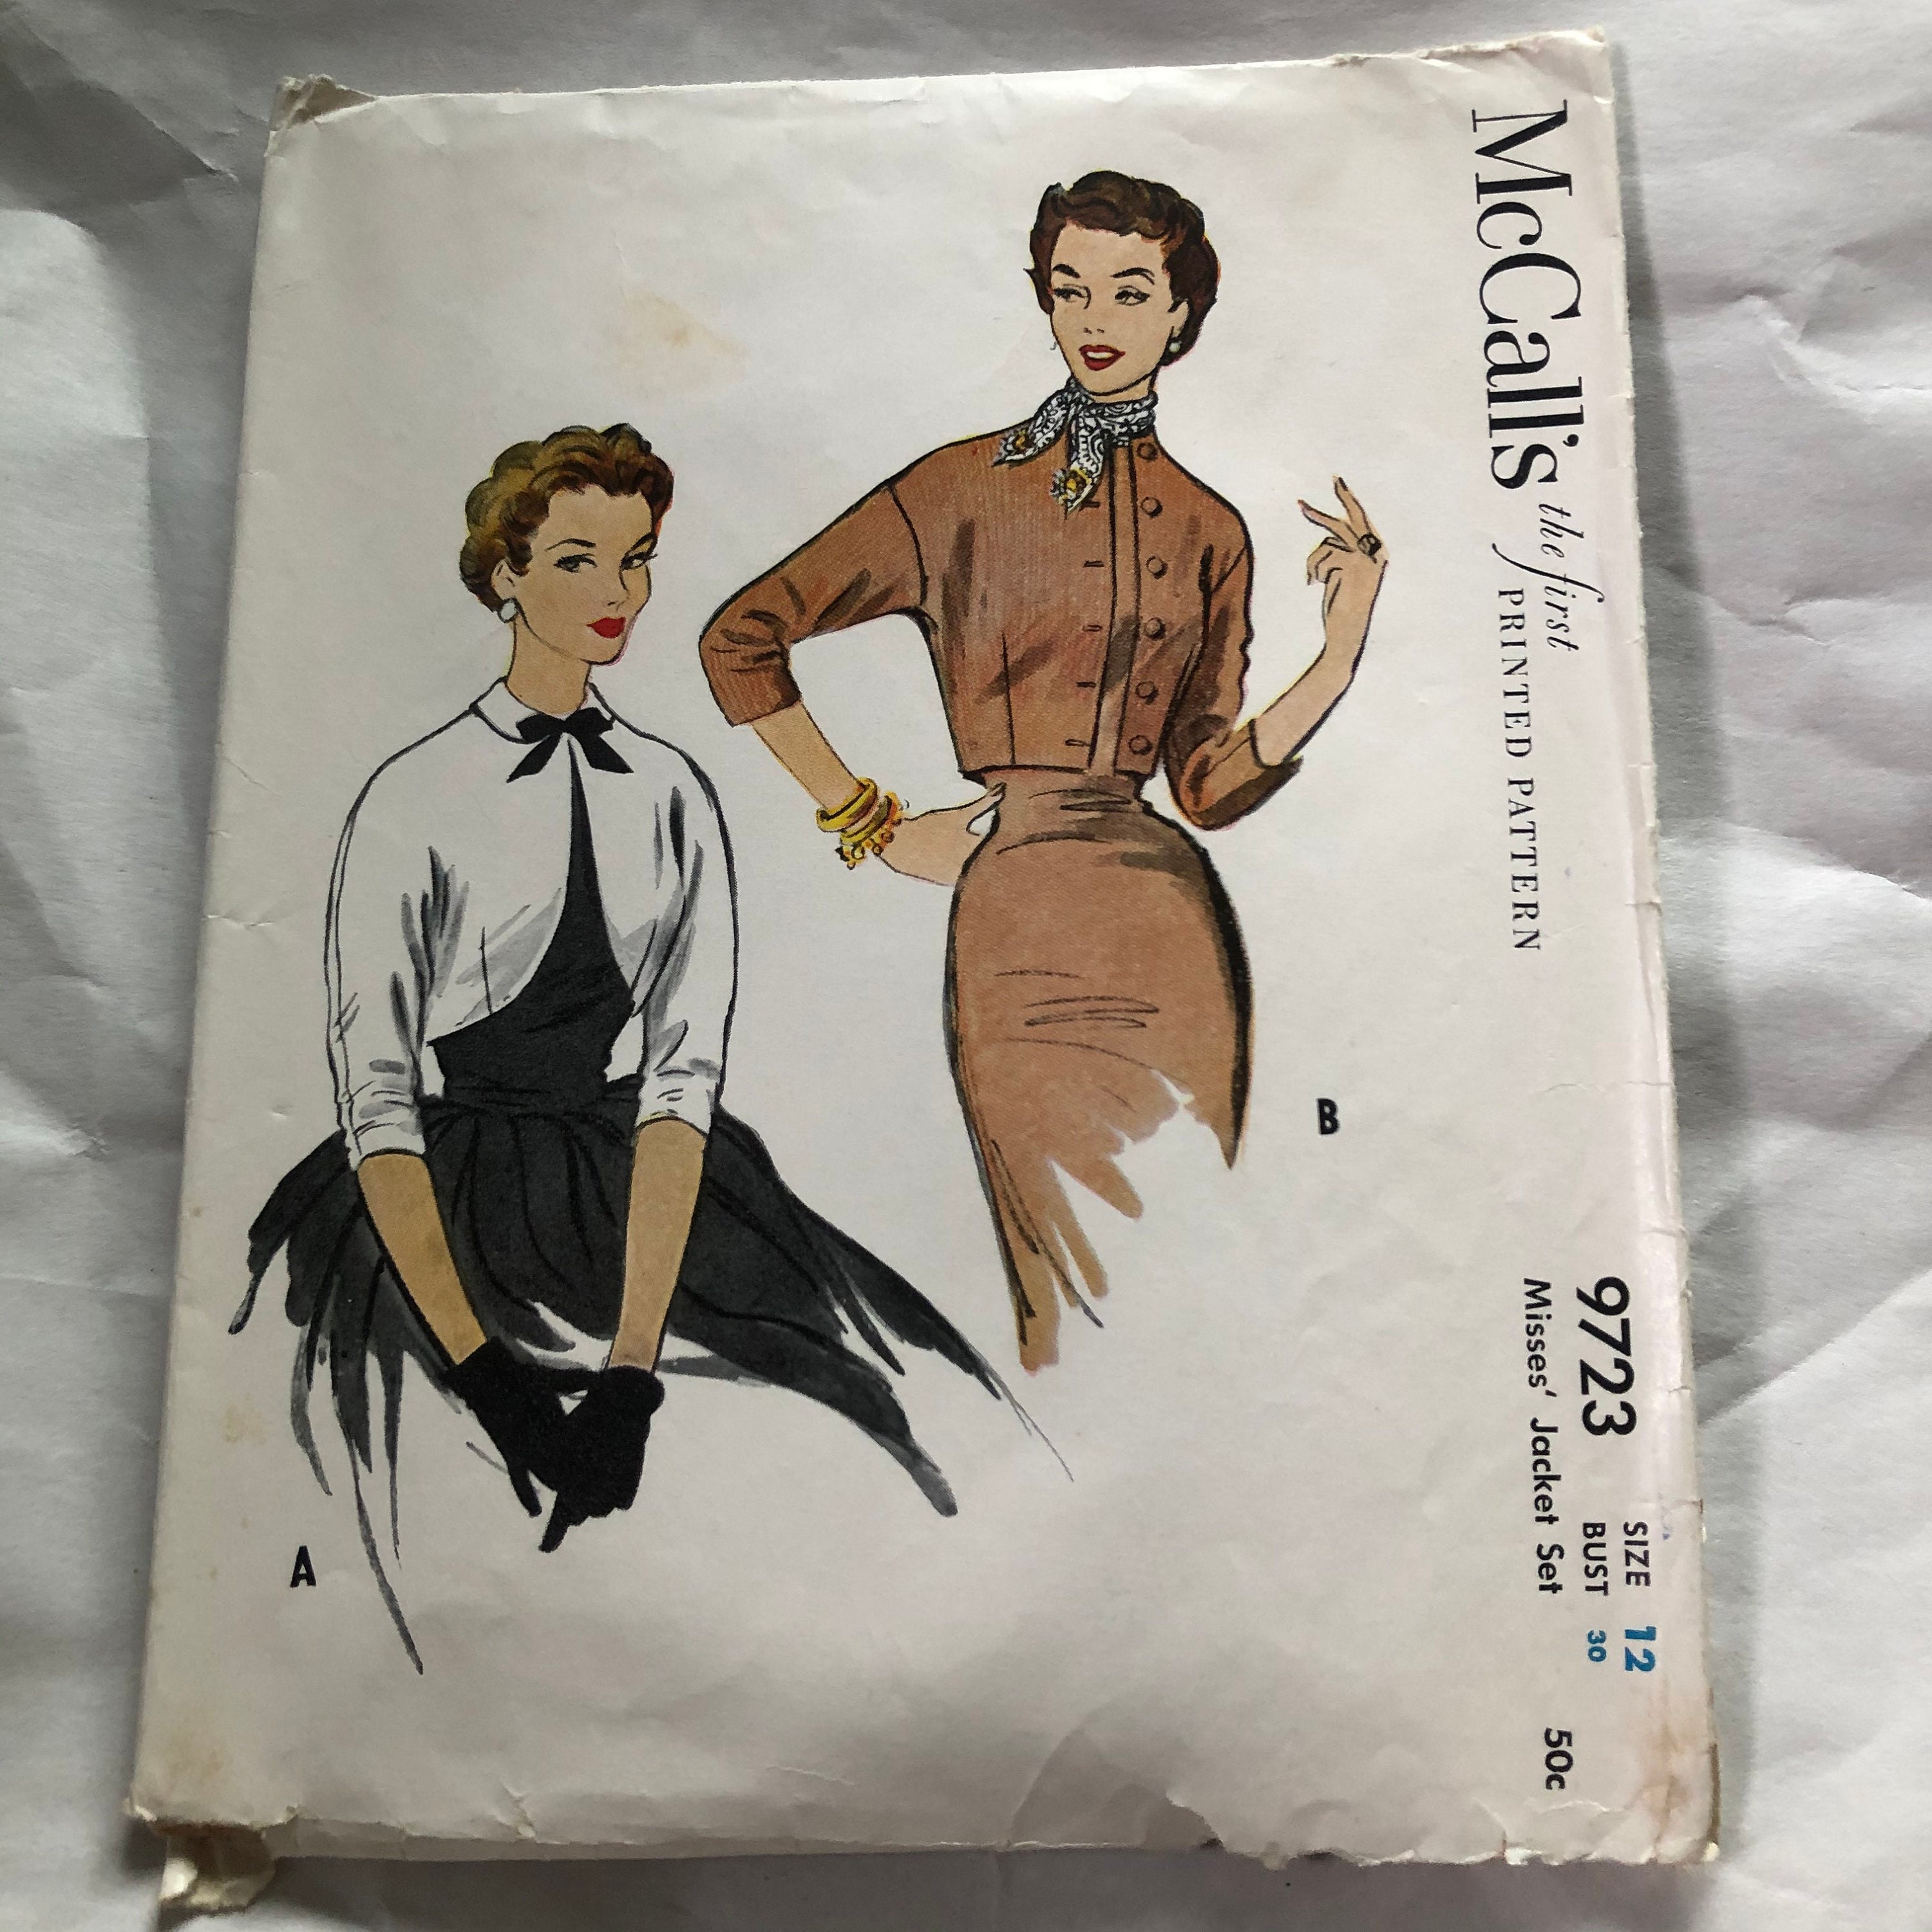 McCall's the first
PRINTED PATTERN
9723
Misses' Jacket Set
SIZE 12
BUST 30
50c
B
A